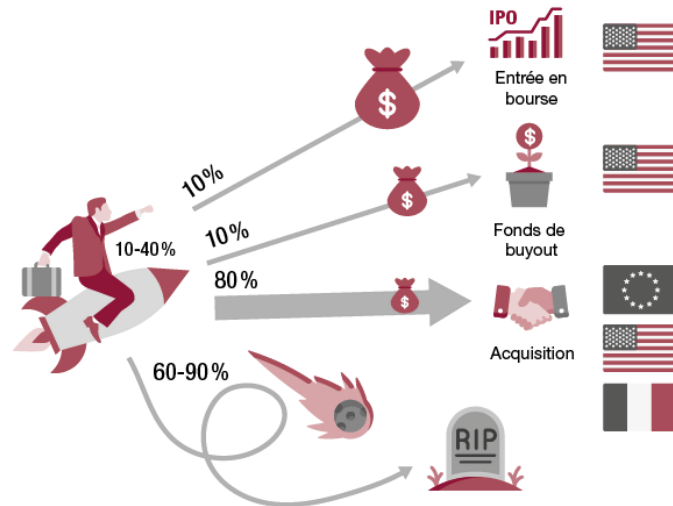 IPO
Entrée en
bourse
$
10%
$
$
10-40%
10%
Fonds de
buyout
80%
$
Acquisition
60-90%
RIP